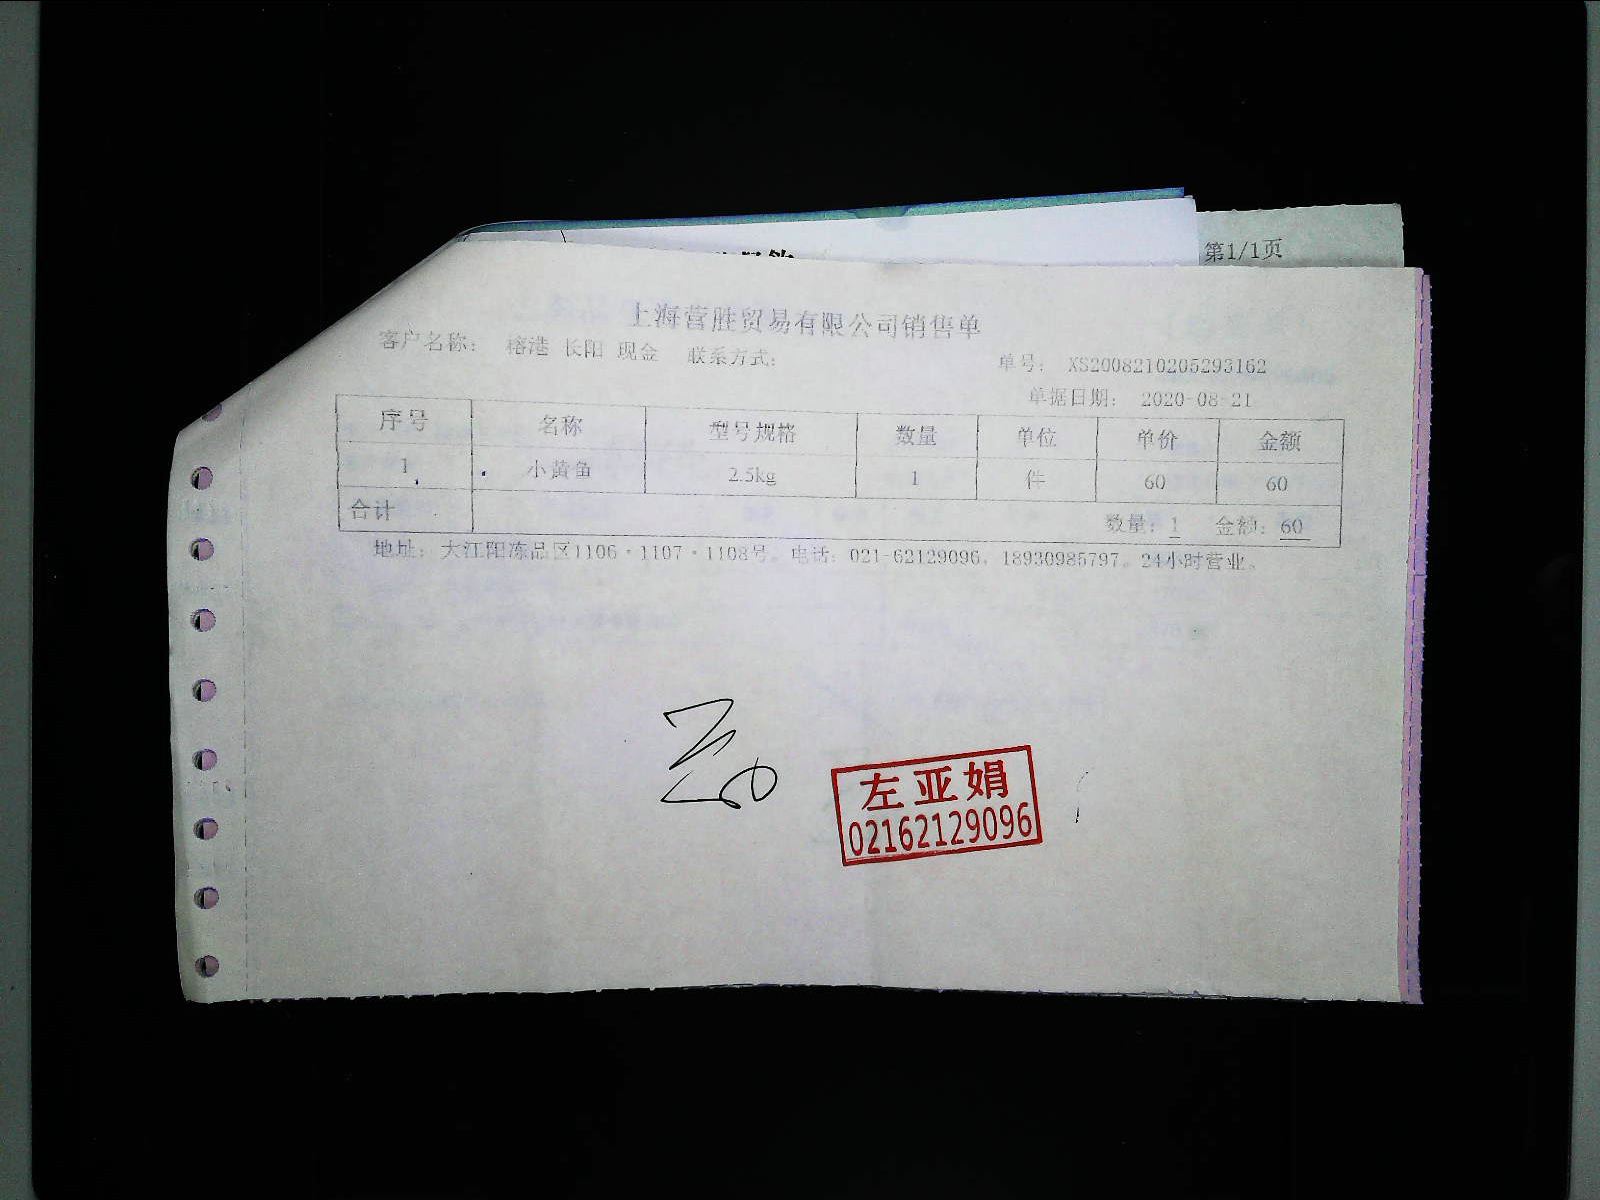 第1/1页
上海营胜贸易有限公司销售单
客户名称: 榕港 长阳 现金 联系方式:
单号: XS2008210205293162
单据日期: 2020-08-21
序号 名称 型号规格 数量 单位 单价 金额
1 小黄鱼 2.5kg 1 件 60 60
合计 数量: 1 金额: 60
地址: 大江阳冻品区1106·1107·1108号。电话: 021-62129096, 18930985797。24小时营业。
左亚娟
02162129096